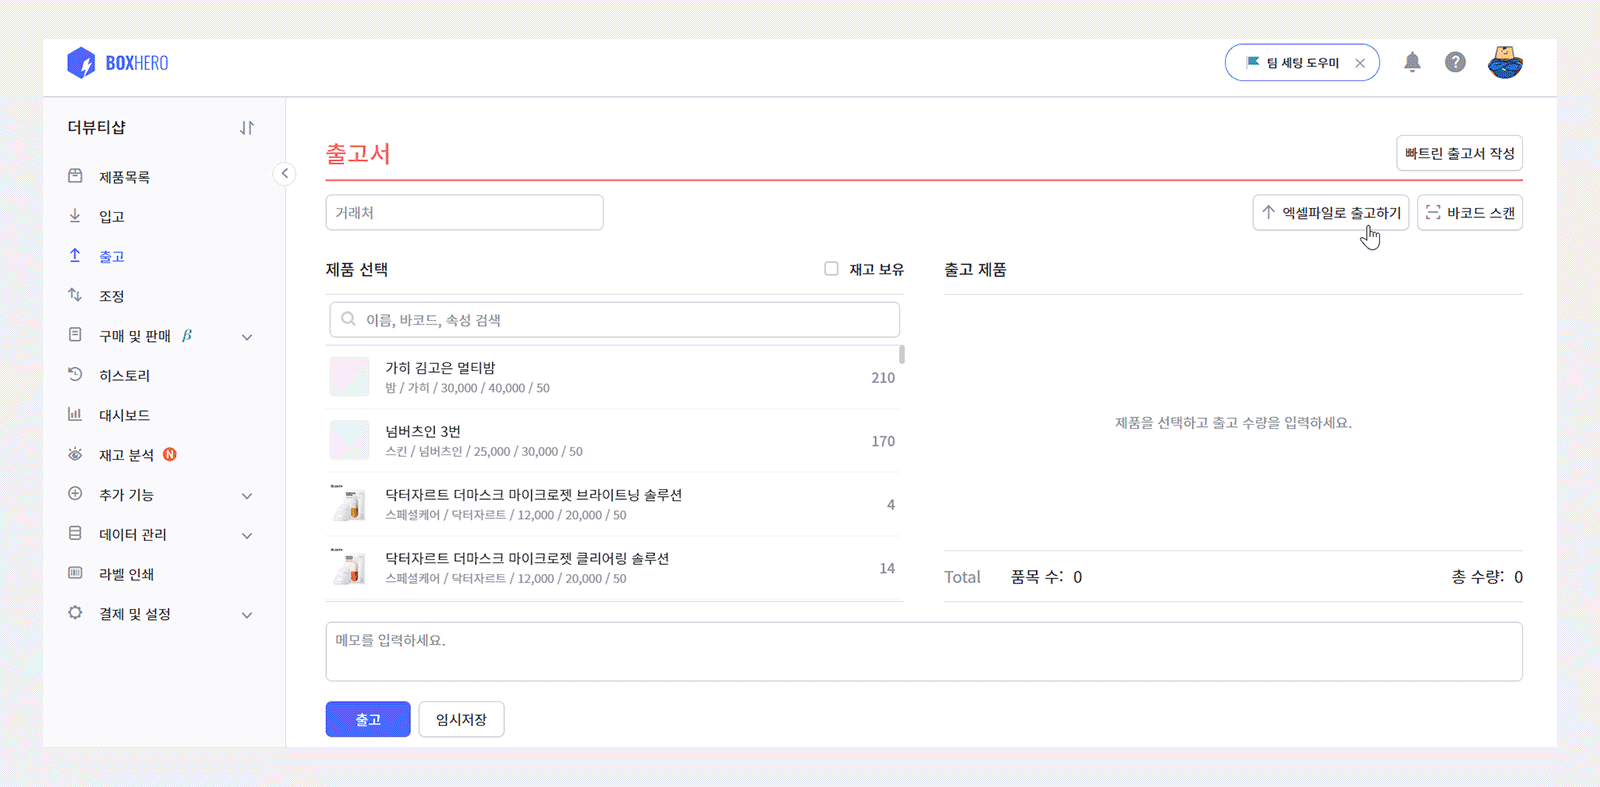 BOXHERO
팀 세팅 도우미
더뷰티샵
제품목록
입고
출고
조정
구매 및 판매 β
히스토리
대시보드
재고 분석 N
추가 기능
데이터 관리
라벨 인쇄
결제 및 설정
출고서
빠트린 출고서 작성
거래처
엑셀파일로 출고하기
바코드 스캔
제품 선택
재고 보유
이름, 바코드, 속성 검색
가히 김고은 멀티밤
밤 / 가히 / 30,000 / 40,000 / 50
210
넘버츠인 3번
스킨 / 넘버츠인 / 25,000 / 30,000 / 50
170
닥터자르트 더마스크 마이크로젯 브라이트닝 솔루션
스페셜케어 / 닥터자르트 / 12,000 / 20,000 / 50
4
닥터자르트 더마스크 마이크로젯 클리어링 솔루션
스페셜케어 / 닥터자르트 / 12,000 / 20,000 / 50
14
출고 제품
제품을 선택하고 출고 수량을 입력하세요.
Total 품목 수: 0 총 수량: 0
메모를 입력하세요.
출고
임시저장